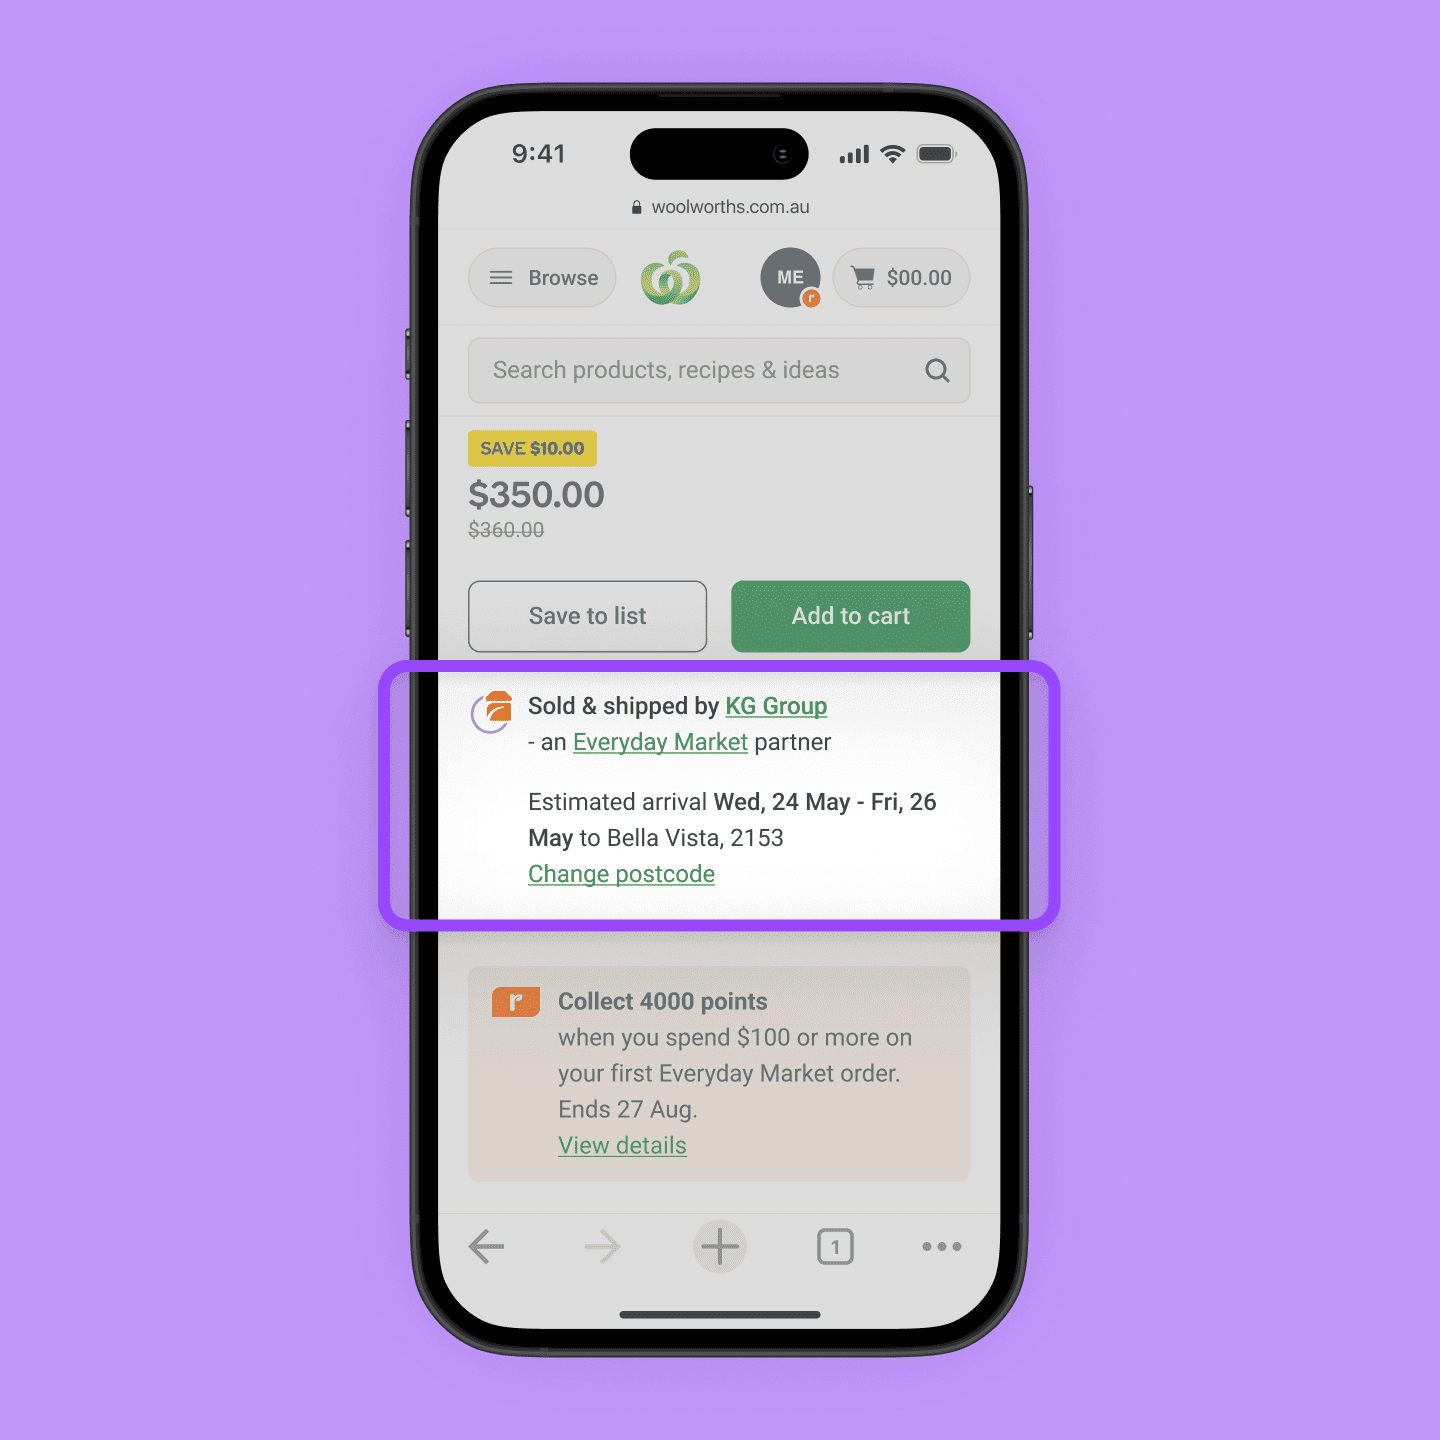 9:41
woolworths.com.au
Browse
ME
r
$00.00
Search products, recipes & ideas
SAVE $10.00
$350.00
$360.00
Save to list
Add to cart
Sold & shipped by KG Group
- an Everyday Market partner
Estimated arrival Wed, 24 May - Fri, 26
May to Bella Vista, 2153
Change postcode
r
Collect 4000 points
when you spend $100 or more on
your first Everyday Market order.
Ends 27 Aug.
View details
1